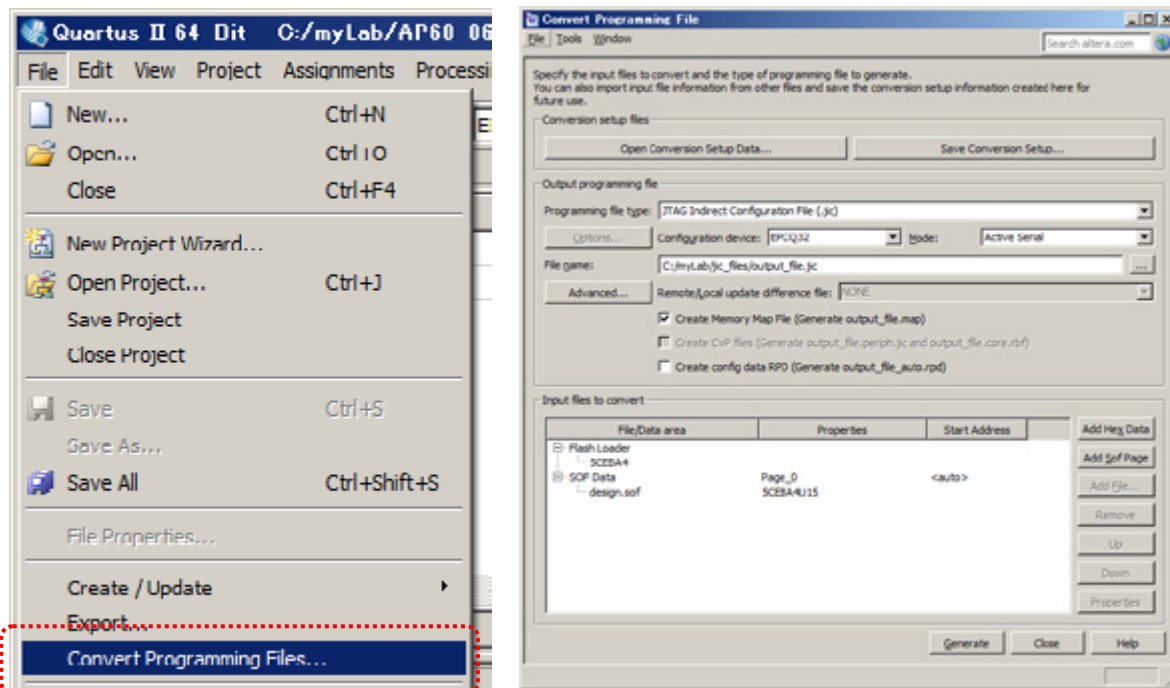 Quartus II 64 Dit C:/myLab/AP60 06
File Edit View Project Assignments Processi
New... Ctrl+N
Open... Ctrl+O
Close Ctrl+F4
New Project Wizard...
Open Project... Ctrl+J
Save Project
Close Project
Save Ctrl+S
Save As...
Save All Ctrl+Shift+S
File Properties...
Create / Update
Export...
Convert Programming Files...
Convert Programming File
File Tools Window
Search altera.com
Specify the input files to convert and the type of programming file to generate.
You can also import input file information from other files and save the conversion setup information created here for
future use.
Conversion setup files
Open Conversion Setup Data... Save Conversion Setup...
Output programming file
Programming file type: JTAG Indirect Configuration File (.jic)
Options... Configuration device: EPCQ32 Mode: Active Serial
File name: C:/myLab/jic_files/output_file.jic ...
Advanced... Remote/Local update difference file: NONE
Create Memory Map File (Generate output_file.map)
Create CvP files (Generate output_file.periph.jic and output_file.core.rbf)
Create config data RPD (Generate output_file_auto.rpd)
Input files to convert
File/Data area Properties Start Address
Flash Loader
5CEBA4
SOF Data Page_0 <auto>
design.sof 5CEBA4U15
Add Hex Data
Add Sof Page
Add File...
Remove
Up
Down
Properties
Generate Close Help